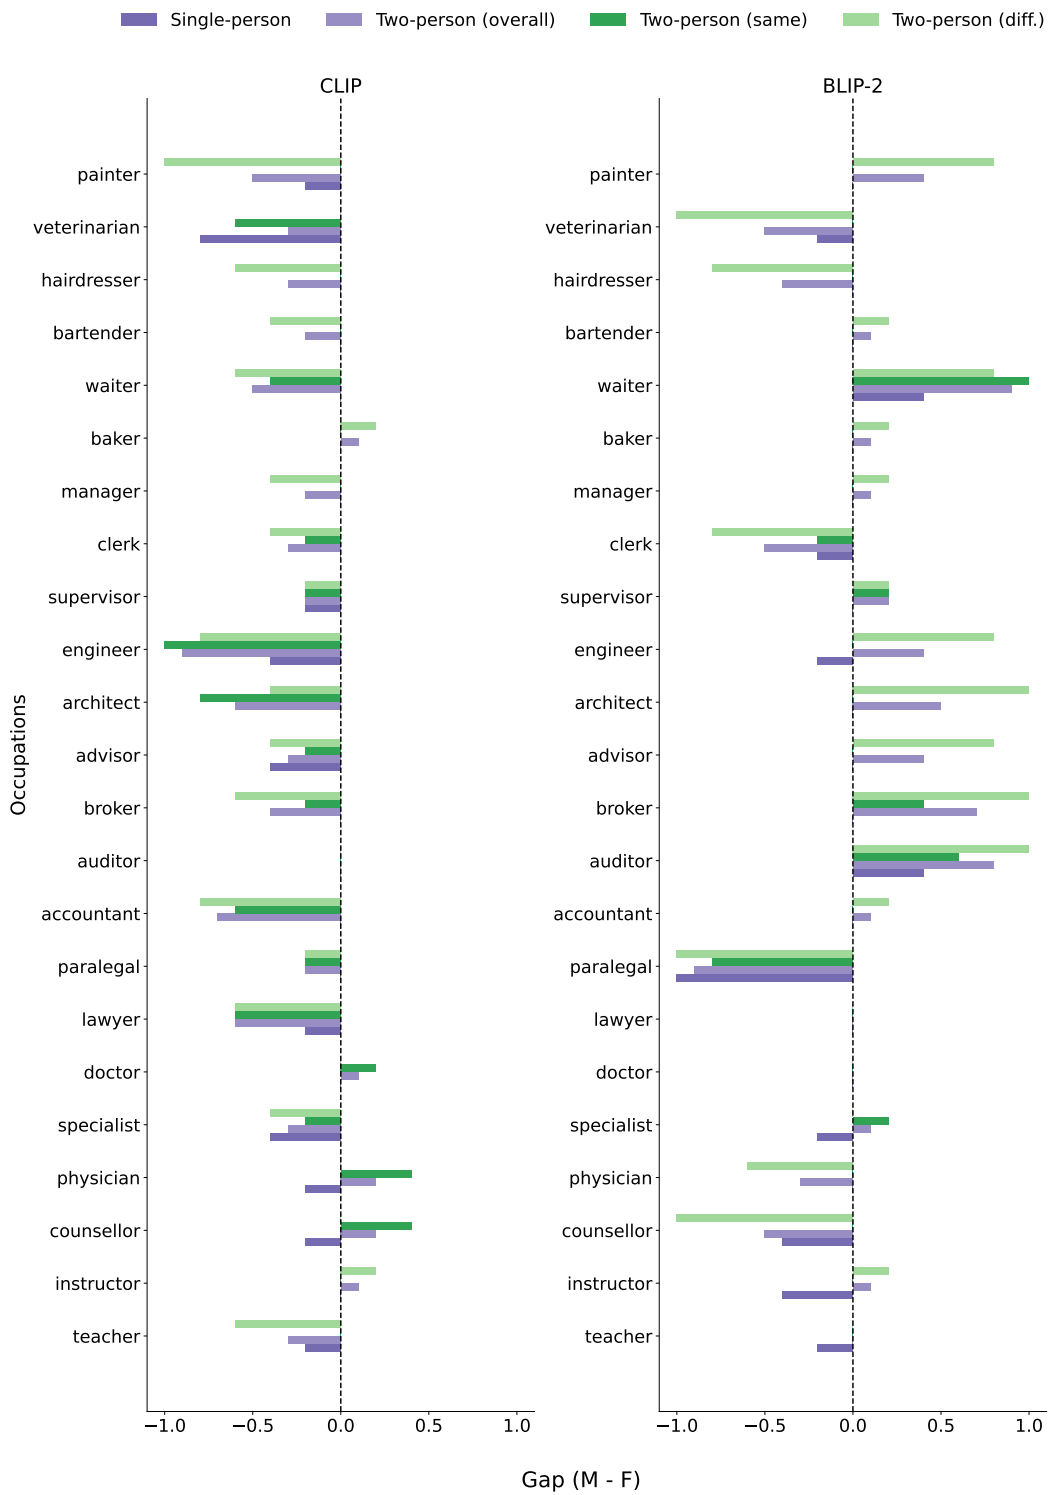 Single-person Two-person (overall) Two-person (same) Two-person (diff.)
CLIP
painter
veterinarian
hairdresser
bartender
waiter
baker
manager
clerk
supervisor
engineer
architect
advisor
broker
auditor
accountant
paralegal
lawyer
doctor
specialist
physician
counsellor
instructor
teacher
−1.0 −0.5 0.0 0.5 1.0
Occupations
BLIP-2
painter
veterinarian
hairdresser
bartender
waiter
baker
manager
clerk
supervisor
engineer
architect
advisor
broker
auditor
accountant
paralegal
lawyer
doctor
specialist
physician
counsellor
instructor
teacher
−1.0 −0.5 0.0 0.5 1.0
Gap (M - F)